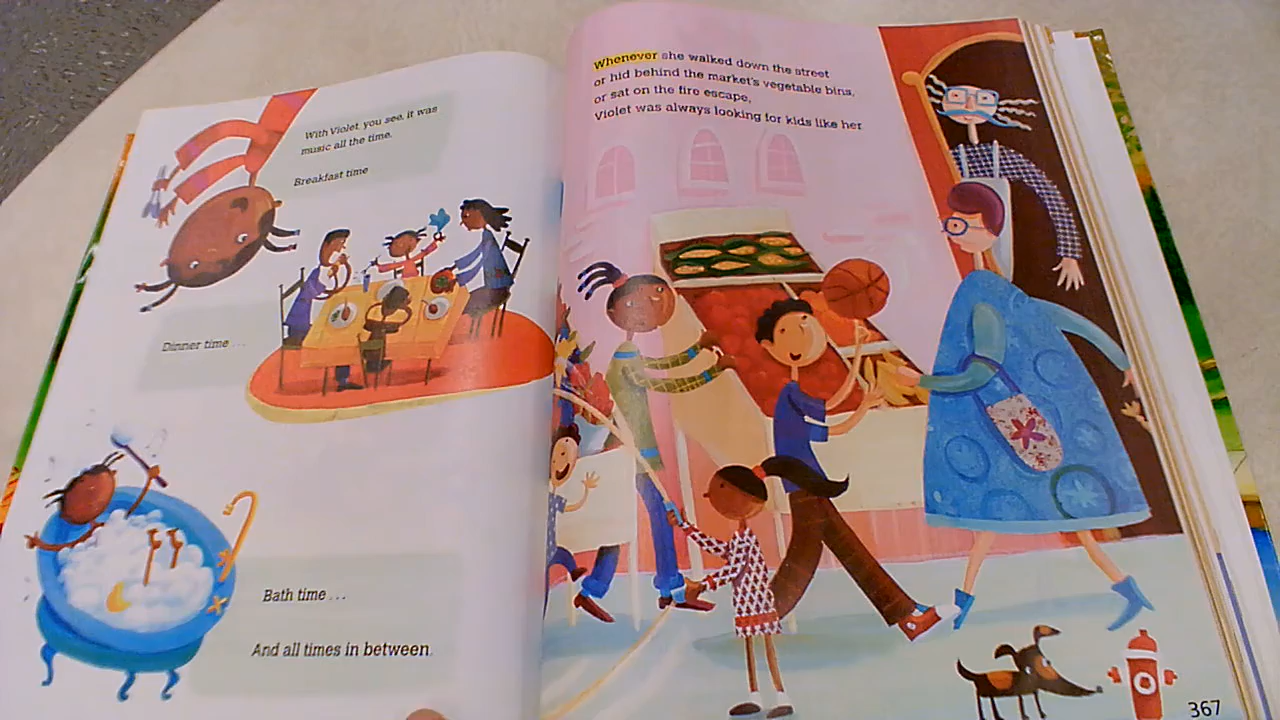 With Violet, you see, it was
music all the time.
Breakfast time
Dinner time ...
Bath time ...
And all times in between.
Whenever she walked down the street
or hid behind the market's vegetable bins,
or sat on the fire escape,
Violet was always looking for kids like her
367